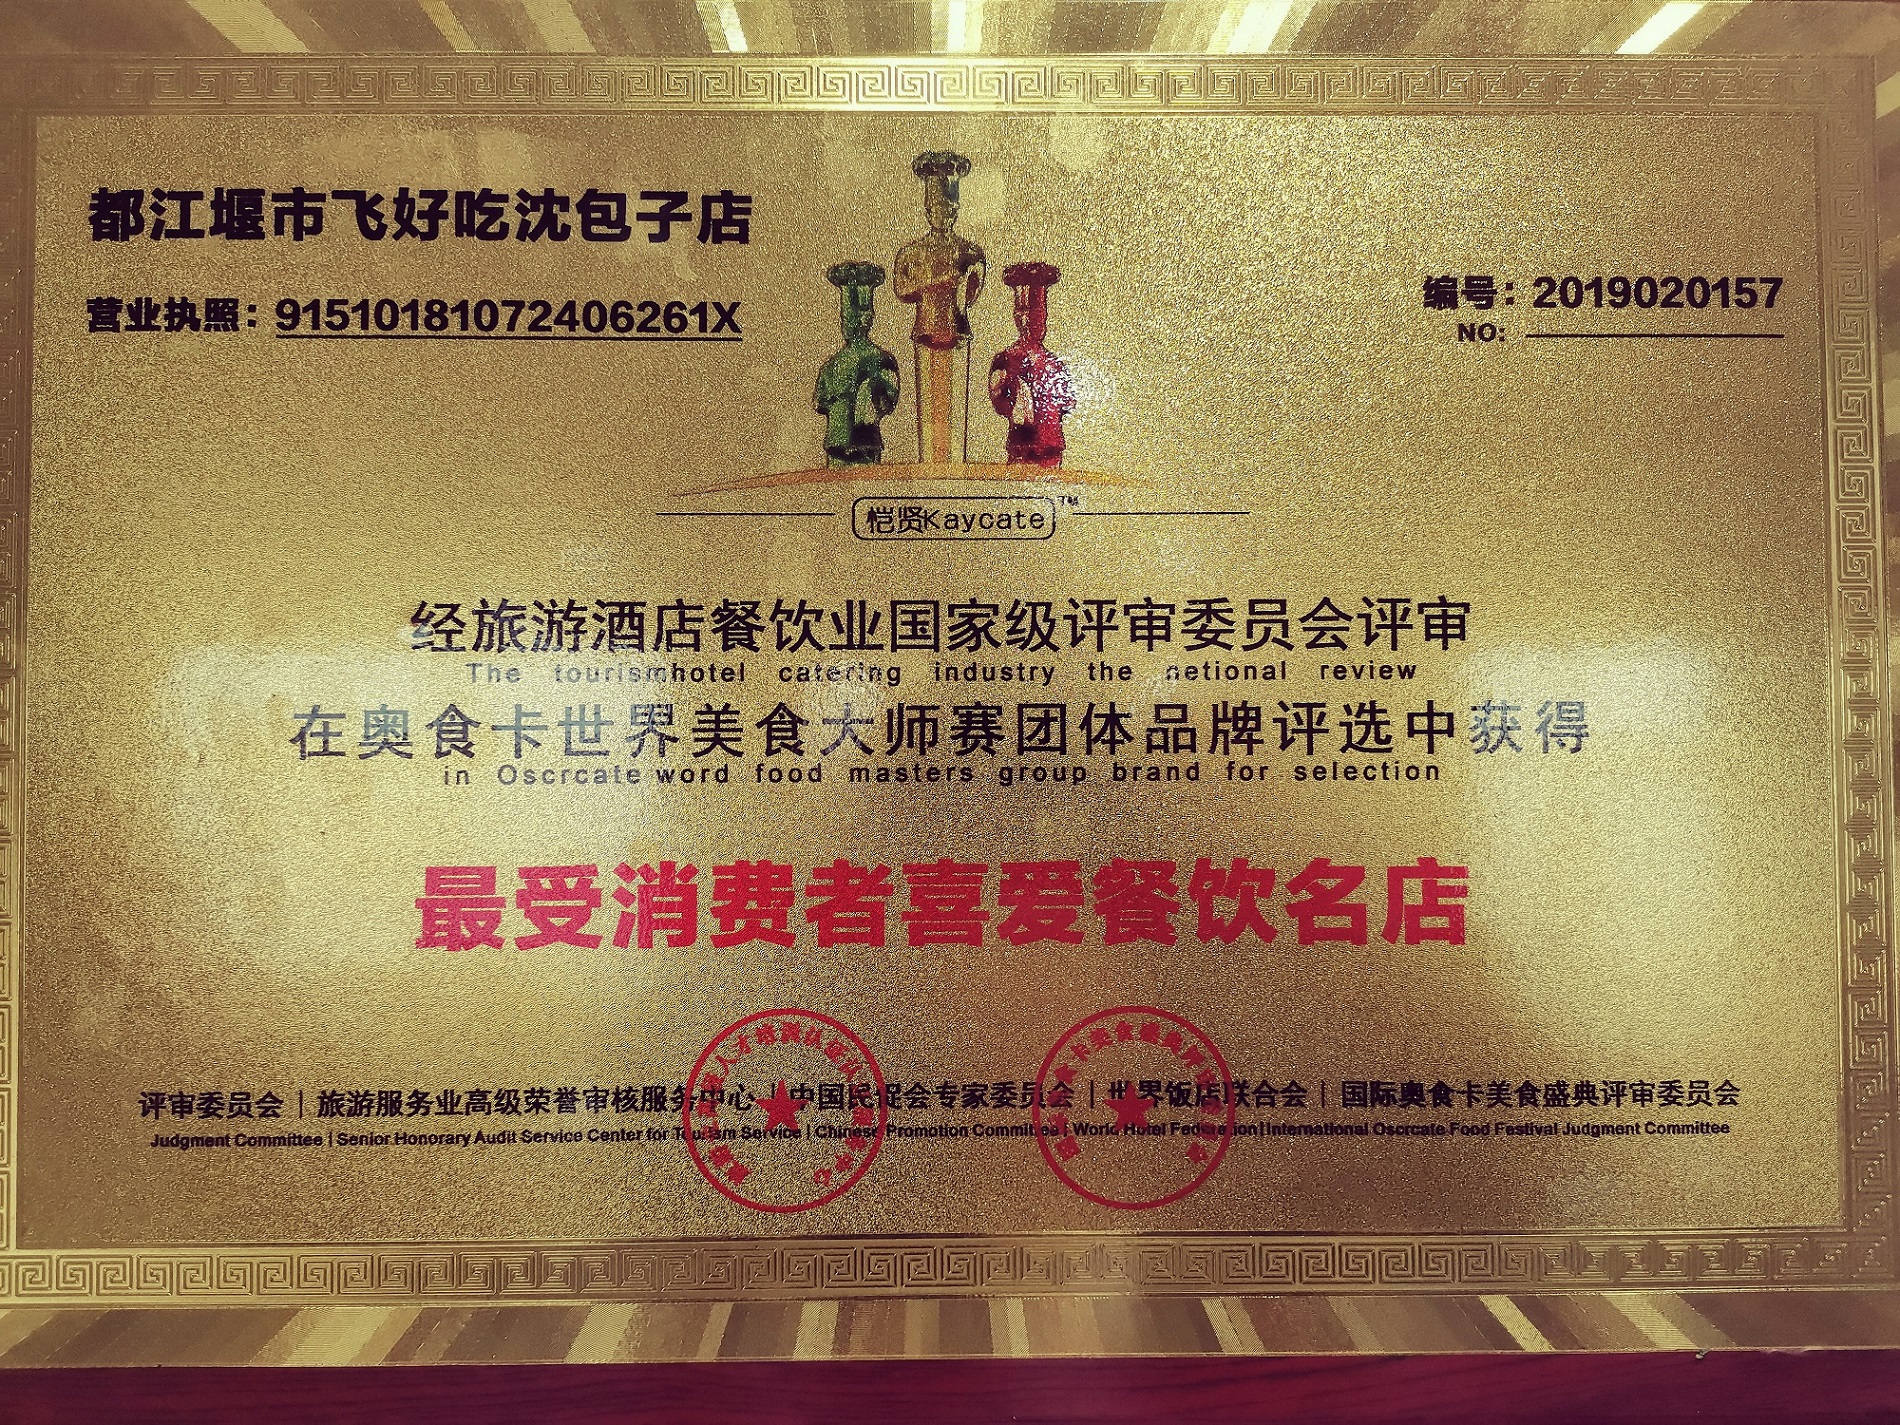 都江堰市飞好吃沈包子店
营业执照：91510181072406261X
编号：2019020157
NO:
恺贤Kaycate™
经旅游酒店餐饮业国家级评审委员会评审
The tourismhotel catering industry the netional review
在奥食卡世界美食大师赛团体品牌评选中获得
in Oscrcate word food masters group brand for selection
最受消费者喜爱餐饮名店
评审委员会｜旅游服务业高级荣誉审核服务中心｜中国民促会专家委员会｜世界饭店联合会｜国际奥食卡美食盛典评审委员会
Judgment Committee | Senior Honorary Audit Service Center for Tourism Service | Chinese Promotion Committee | World Hotel Federation | International Oscrcate Food Festival Judgment Committee